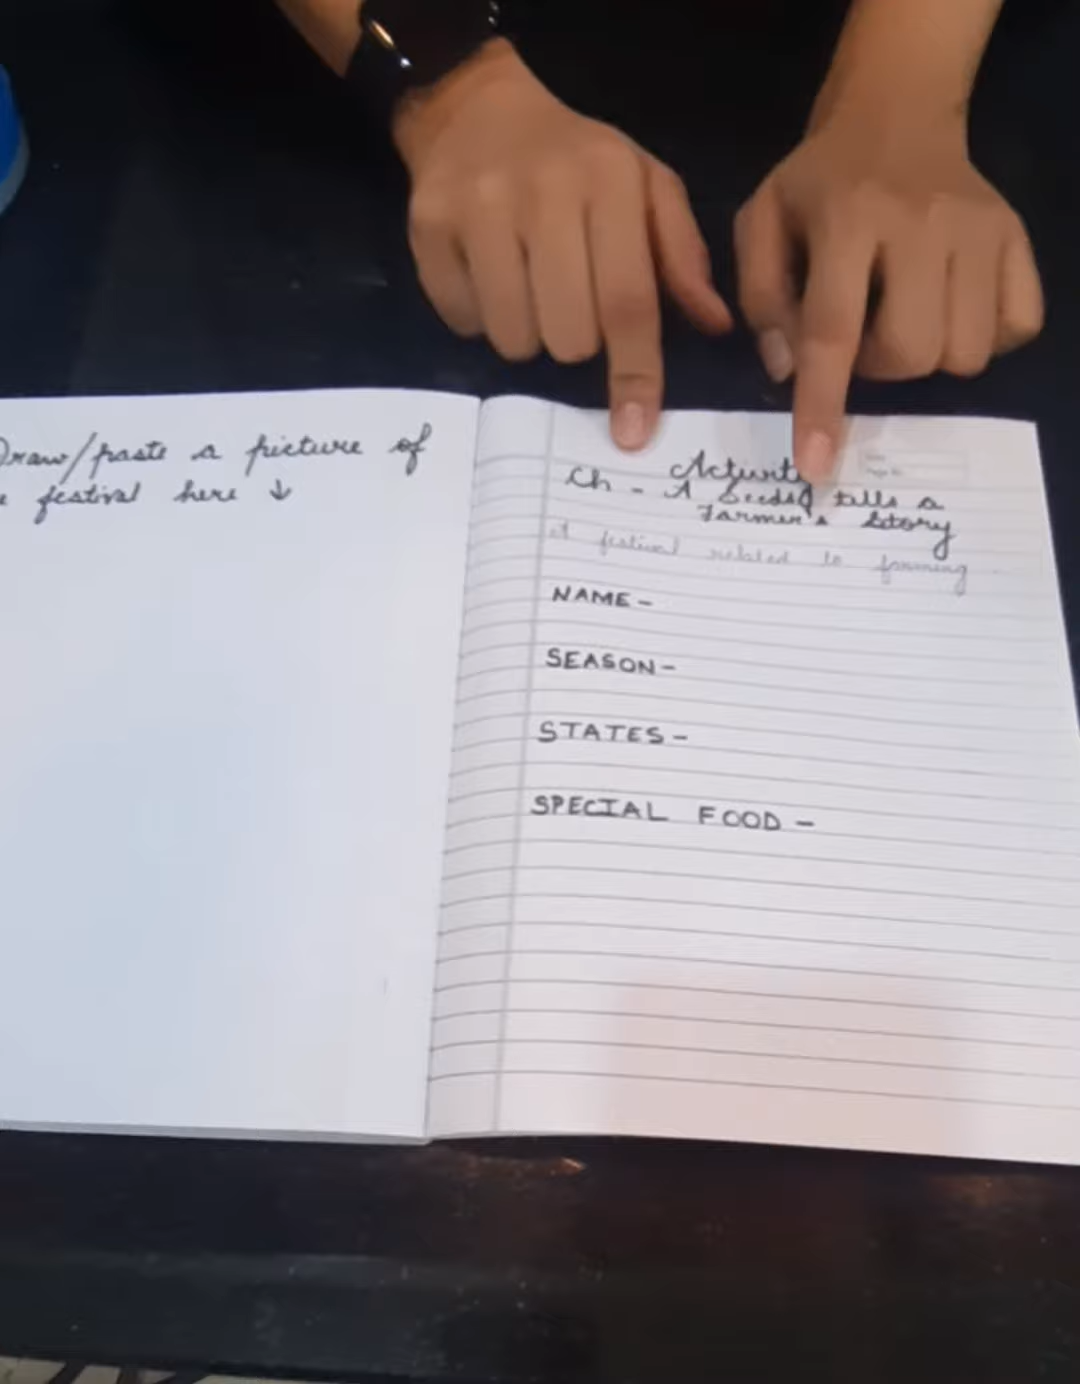 Draw/paste a picture of
festival here ↓
Activity
Ch - A Seed tells a
Farmer's Story
A festival related to farming
NAME -
SEASON -
STATES -
SPECIAL FOOD -